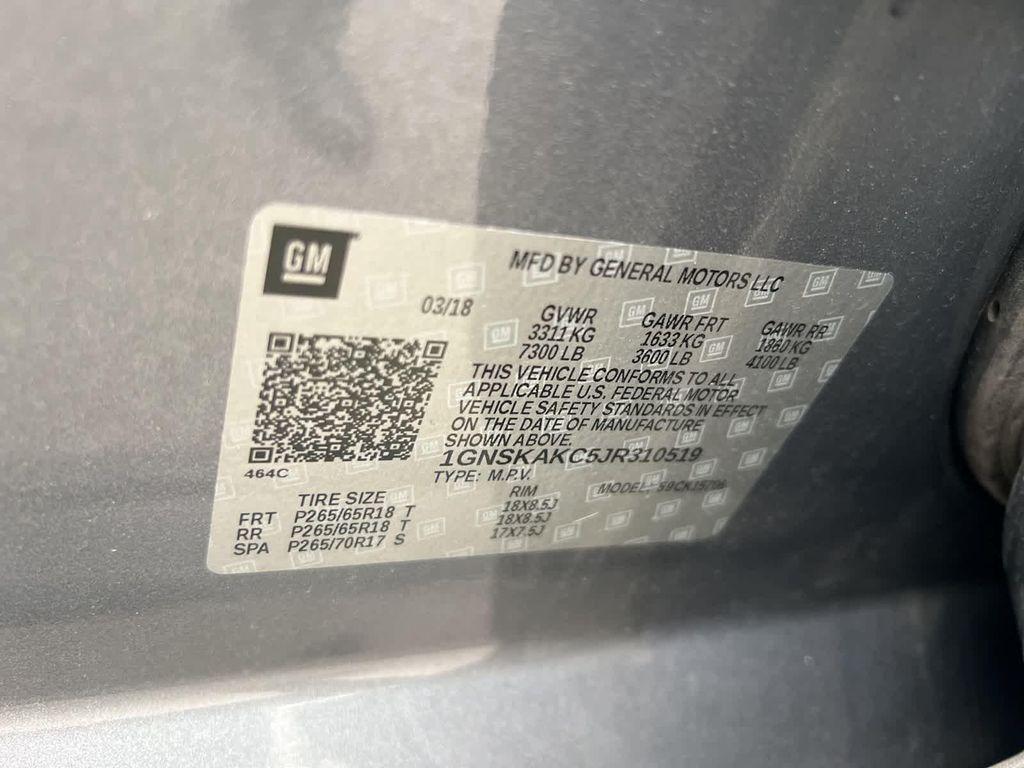 GM
MFD BY GENERAL MOTORS LLC
03/18
GVWR GAWR FRT GAWR RR
3311 KG 1633 KG 1860 KG
7300 LB 3600 LB 4100 LB
THIS VEHICLE CONFORMS TO ALL
APPLICABLE U.S. FEDERAL MOTOR
VEHICLE SAFETY STANDARDS IN EFFECT
ON THE DATE OF MANUFACTURE
SHOWN ABOVE.
1GNSKAKC5JR310519
464C
TYPE: M.P.V.
MODEL:
TIRE SIZE RIM
FRT P265/65R18 T 18X8.5J
RR P265/65R18 T 18X8.5J
SPA P265/70R17 S 17X7.5J